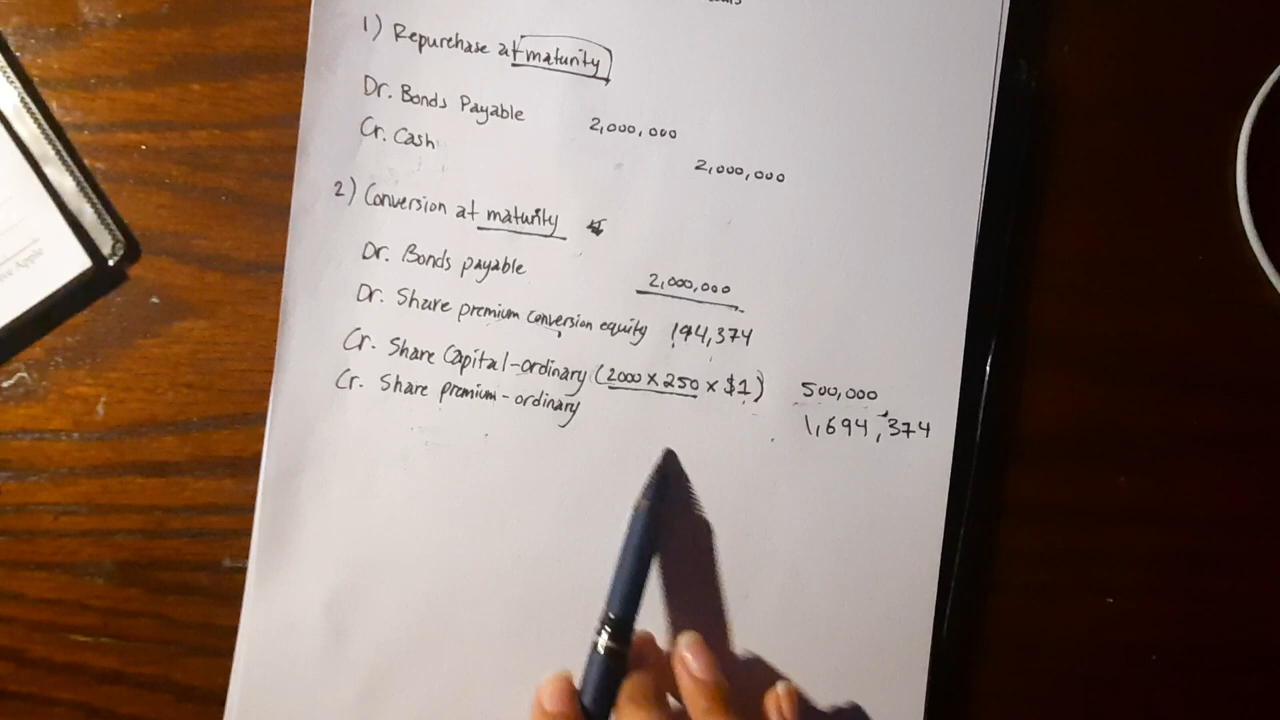 1) Repurchase at maturity
Dr. Bonds Payable 2,000,000
Cr. Cash 2,000,000
2) Conversion at maturity
Dr. Bonds payable 2,000,000
Dr. Share premium conversion equity 194,374
Cr. Share Capital-ordinary (2000 x 250 x $1) 500,000
Cr. Share premium-ordinary 1,694,374